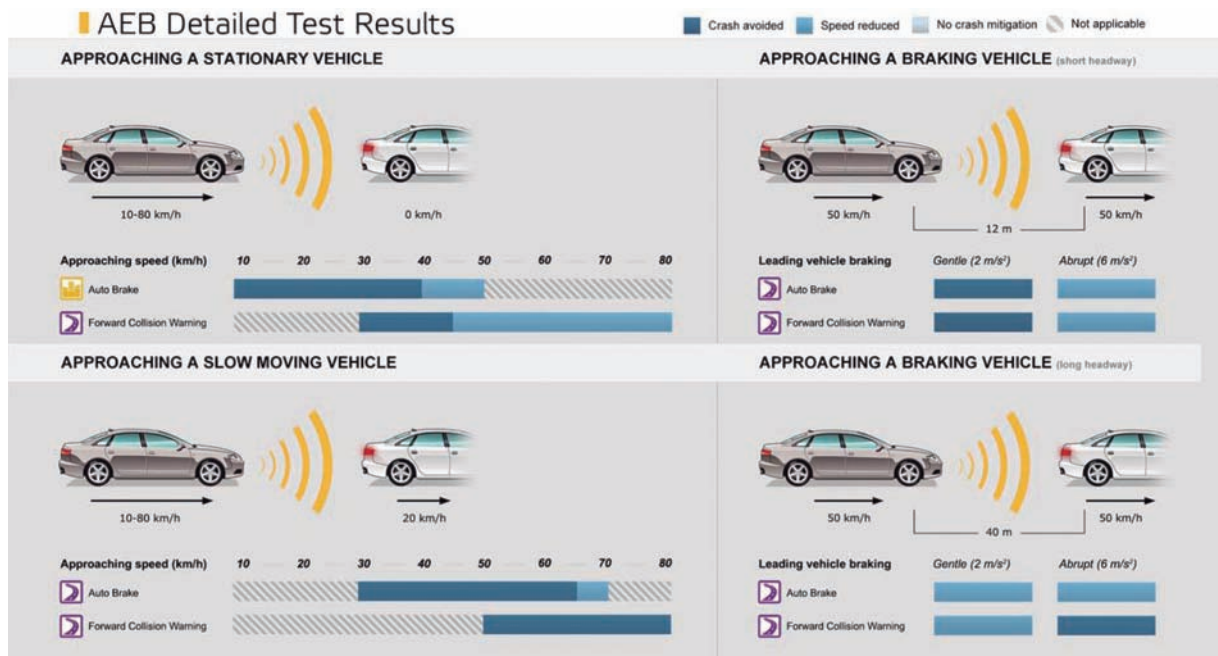 AEB Detailed Test Results
Crash avoided Speed reduced No crash mitigation Not applicable
APPROACHING A STATIONARY VEHICLE
10-80 km/h 0 km/h
Approaching speed (km/h) 10 20 30 40 50 60 70 80
Auto Brake
Forward Collision Warning
APPROACHING A BRAKING VEHICLE (short headway)
50 km/h 50 km/h
12 m
Leading vehicle braking Gentle (2 m/s²) Abrupt (6 m/s²)
Auto Brake
Forward Collision Warning
APPROACHING A SLOW MOVING VEHICLE
10-80 km/h 20 km/h
Approaching speed (km/h) 10 20 30 40 50 60 70 80
Auto Brake
Forward Collision Warning
APPROACHING A BRAKING VEHICLE (long headway)
50 km/h 50 km/h
40 m
Leading vehicle braking Gentle (2 m/s²) Abrupt (6 m/s²)
Auto Brake
Forward Collision Warning